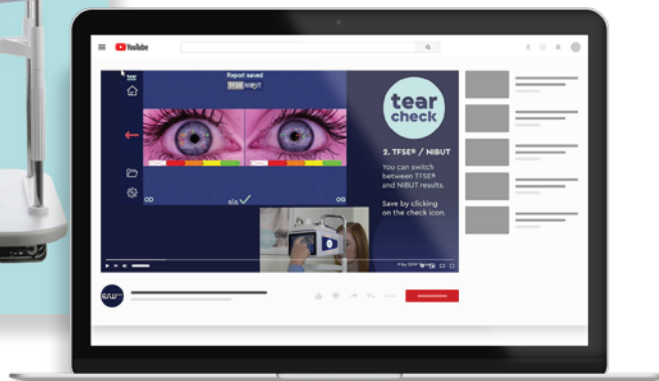 YouTube
tear
Report saved
TFSE NIBUT
tear
check
2. TFSE® / NIBUT
You can switch
between TFSE®
and NIBUT results.
Save by clicking
on the check icon.